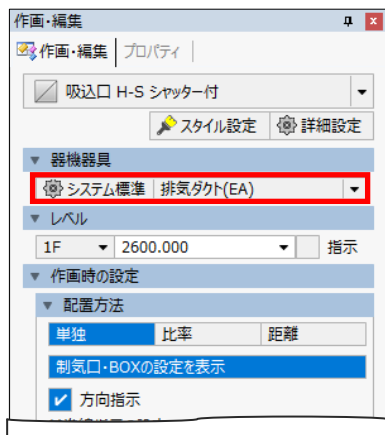 作画・編集
作画・編集 プロパティ
吸込口 H-S シャッター付
スタイル設定 詳細設定
器機器具
システム標準 排気ダクト(EA)
レベル
1F 2600.000 指示
作画時の設定
配置方法
単独 比率 距離
制気口・BOXの設定を表示
方向指示